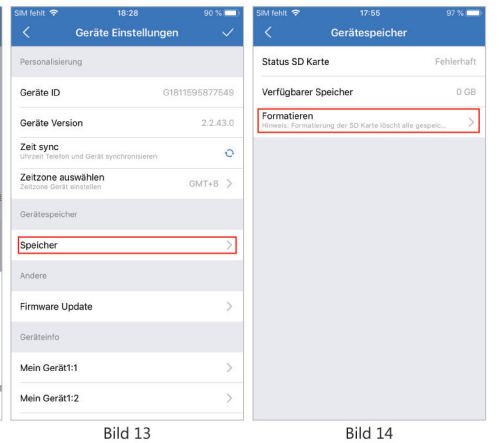 SIM fehlt 18:28 90 %
Geräte Einstellungen
Personalisierung
Geräte ID G1811595877549
Geräte Version 2.2.43.0
Zeit sync
Uhrzeit Telefon und Gerät synchronisieren
Zeitzone auswählen
Zeitzone Gerät einstellen
GMT+8
Gerätespeicher
Speicher
Andere
Firmware Update
Geräteinfo
Mein Gerät1:1
Mein Gerät1:2
Bild 13
SIM fehlt 17:55 97 %
Gerätespeicher
Status SD Karte Fehlerhaft
Verfügbarer Speicher 0 GB
Formatieren
Hinweis: Formatierung der SD Karte löscht alle gespeic...
Bild 14